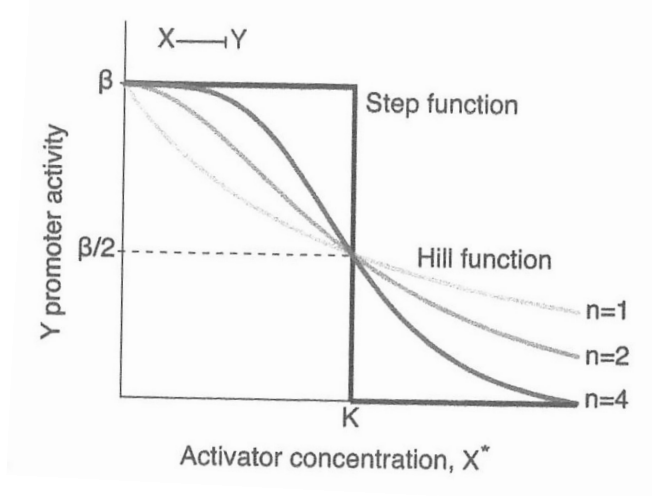 X⊣Y
β
Step function
Y promoter activity
β/2
Hill function
n=1
n=2
n=4
K
Activator concentration, X*